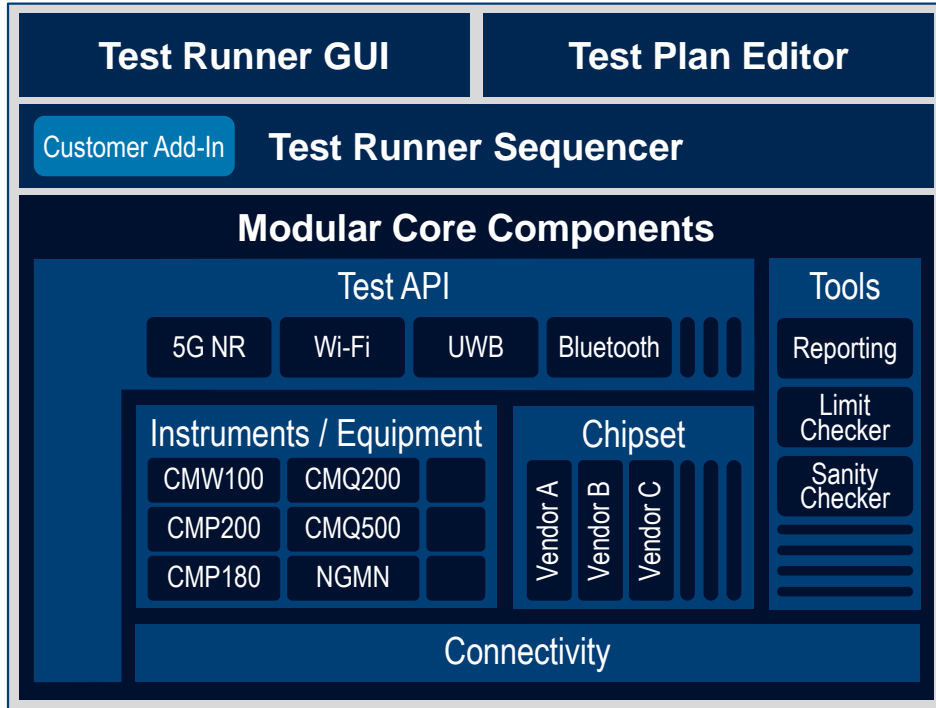 Test Runner GUI
Test Plan Editor
Customer Add-In
Test Runner Sequencer
Modular Core Components
Test API
5G NR
Wi-Fi
UWB
Bluetooth
Tools
Reporting
Limit
Checker
Sanity
Checker
Instruments / Equipment
CMW100
CMQ200
CMP200
CMQ500
CMP180
NGMN
Chipset
Vendor A
Vendor B
Vendor C
Connectivity